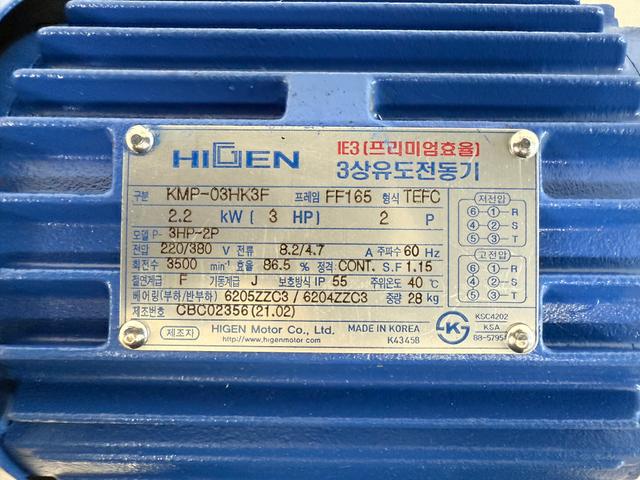 HIGEN
IE3 (프리미엄효율)
3상유도전동기
구분 KMP-03HK3F 프레임 FF165 형식 TEFC
2.2 kW ( 3 HP) 2 P
모델 P- 3HP-2P
전압 220/380 V 전류 8.2/4.7 A 주파수 60 Hz
회전수 3500 min⁻¹ 효율 86.5 % 정격 CONT. S.F 1.15
절연계급 F 기동계급 J 보호방식 IP 55 주위온도 40 ℃
베어링(부하/반부하) 6205ZZC3 / 6204ZZC3 중량 28 kg
제조번호 CBC02356 (21.02)
제조자 HIGEN Motor Co., Ltd. MADE IN KOREA
http://www.higenmotor.com K43458
저전압
⑥-①-R
④-②-S
⑤-③-T
고전압
⑥ ①-R
④ ②-S
⑤ ③-T
KSC4202
KSA
88-5795